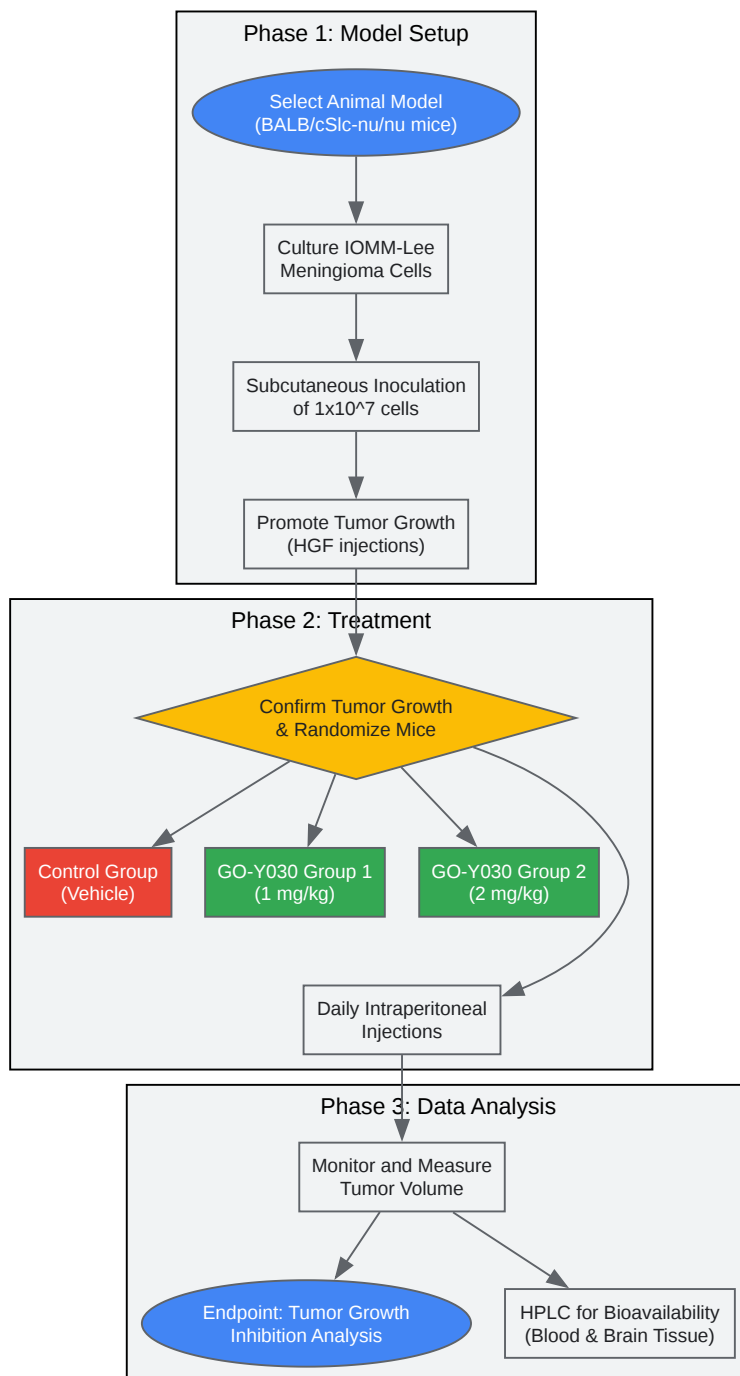 Phase 1: Model Setup
Select Animal Model
(BALB/cSlc-nu/nu mice)
Culture IOMM-Lee
Meningioma Cells
Subcutaneous Inoculation
of 1x10^7 cells
Promote Tumor Growth
(HGF injections)
Phase 2: Treatment
Confirm Tumor Growth
& Randomize Mice
Control Group
(Vehicle)
GO-Y030 Group 1
(1 mg/kg)
GO-Y030 Group 2
(2 mg/kg)
Daily Intraperitoneal
Injections
Phase 3: Data Analysis
Monitor and Measure
Tumor Volume
Endpoint: Tumor Growth
Inhibition Analysis
HPLC for Bioavailability
(Blood & Brain Tissue)